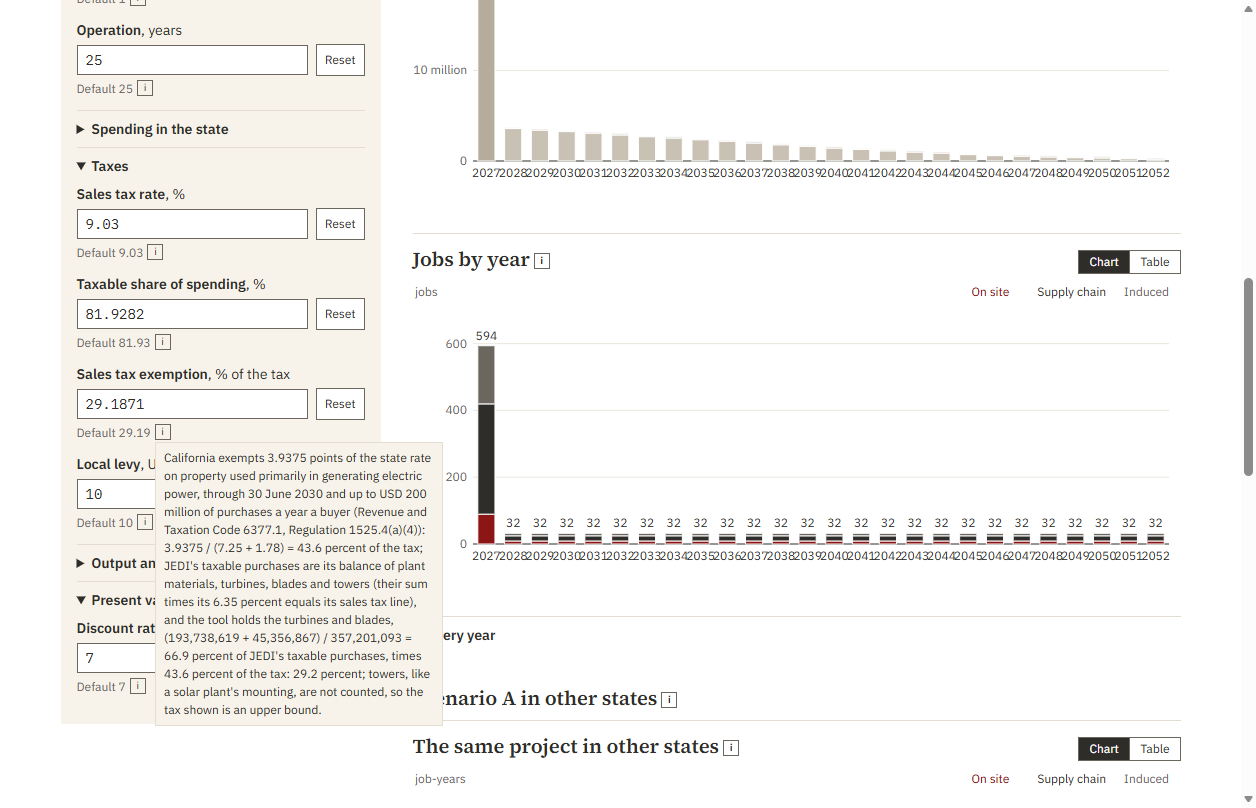 Default 1 i
Operation, years
25 Reset
Default 25 i
▶ Spending in the state
▼ Taxes
Sales tax rate, %
9.03 Reset
Default 9.03 i
Taxable share of spending, %
81.9282 Reset
Default 81.93 i
Sales tax exemption, % of the tax
29.1871 Reset
Default 29.19 i
California exempts 3.9375 points of the state rate
on property used primarily in generating electric
power, through 30 June 2030 and up to USD 200
million of purchases a year a buyer (Revenue and
Taxation Code 6377.1, Regulation 1525.4(a)(4)):
3.9375 / (7.25 + 1.78) = 43.6 percent of the tax;
JEDI's taxable purchases are its balance of plant
materials, turbines, blades and towers (their sum
times its 6.35 percent equals its sales tax line),
and the tool holds the turbines and blades,
(193,738,619 + 45,356,867) / 357,201,093 =
66.9 percent of JEDI's taxable purchases, times
43.6 percent of the tax: 29.2 percent; towers, like
a solar plant's mounting, are not counted, so the
tax shown is an upper bound.
Local levy, U
10
Default 10 i
▶ Output an
▼ Present va
Discount rat
7
Default 7 i
10 million
0
2027 2028 2029 2030 2031 2032 2033 2034 2035 2036 2037 2038 2039 2040 2041 2042 2043 2044 2045 2046 2047 2048 2049 2050 2051 2052
Jobs by year i
Chart Table
jobs
On site Supply chain Induced
594
600
400
200
32 32 32 32 32 32 32 32 32 32 32 32 32 32 32 32 32 32 32 32 32 32 32 32 32
0
2027 2028 2029 2030 2031 2032 2033 2034 2035 2036 2037 2038 2039 2040 2041 2042 2043 2044 2045 2046 2047 2048 2049 2050 2051 2052
ery year
enario A in other states i
The same project in other states i
Chart Table
job-years
On site Supply chain Induced